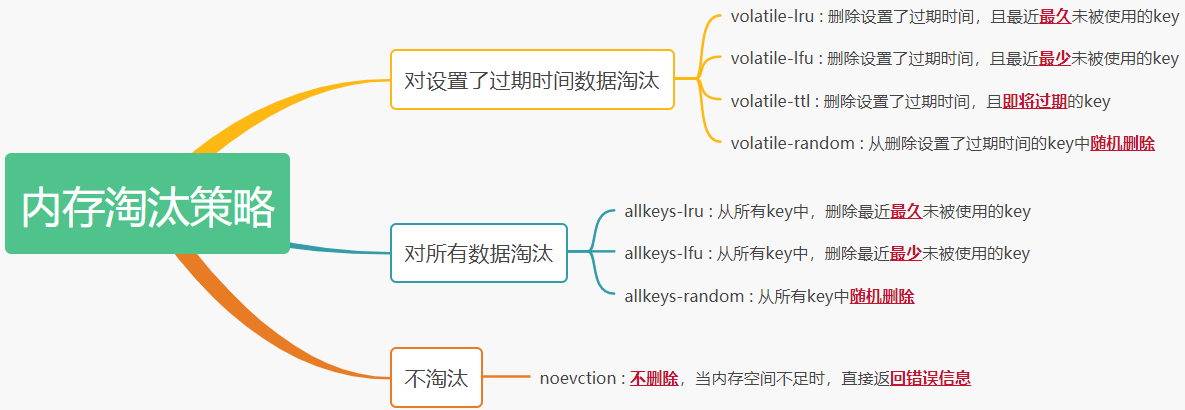 内存淘汰策略
对设置了过期时间数据淘汰
volatile-lru : 删除设置了过期时间，且最近最久未被使用的key
volatile-lfu : 删除设置了过期时间，且最近最少未被使用的key
volatile-ttl : 删除设置了过期时间，且即将过期的key
volatile-random : 从删除设置了过期时间的key中随机删除
对所有数据淘汰
allkeys-lru : 从所有key中，删除最近最久未被使用的key
allkeys-lfu : 从所有key中，删除最近最少未被使用的key
allkeys-random : 从所有key中随机删除
不淘汰
noevction : 不删除，当内存空间不足时，直接返回错误信息